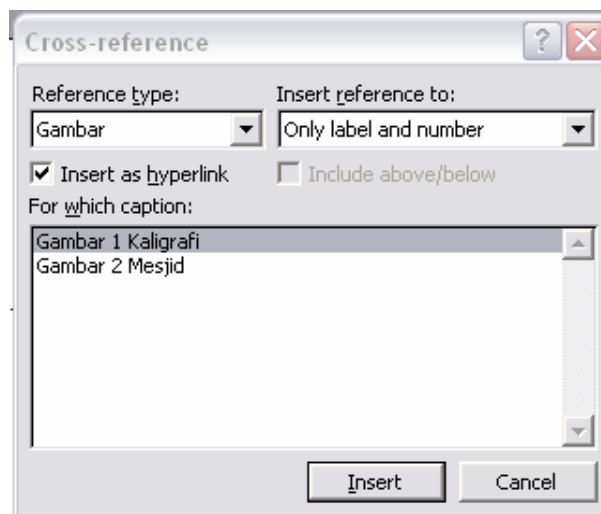 Cross-reference
Reference type: Insert reference to:
Gambar Only label and number
Insert as hyperlink Include above/below
For which caption:
Gambar 1 Kaligrafi
Gambar 2 Mesjid
Insert Cancel